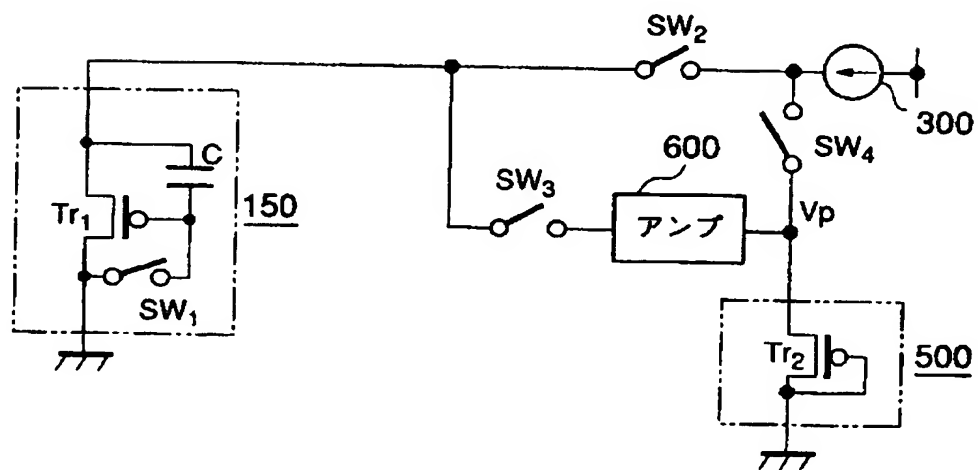 SW₂
300
SW₄
600
C
SW₃
150
Tr₁
アンプ
Vp
SW₁
Tr₂
500